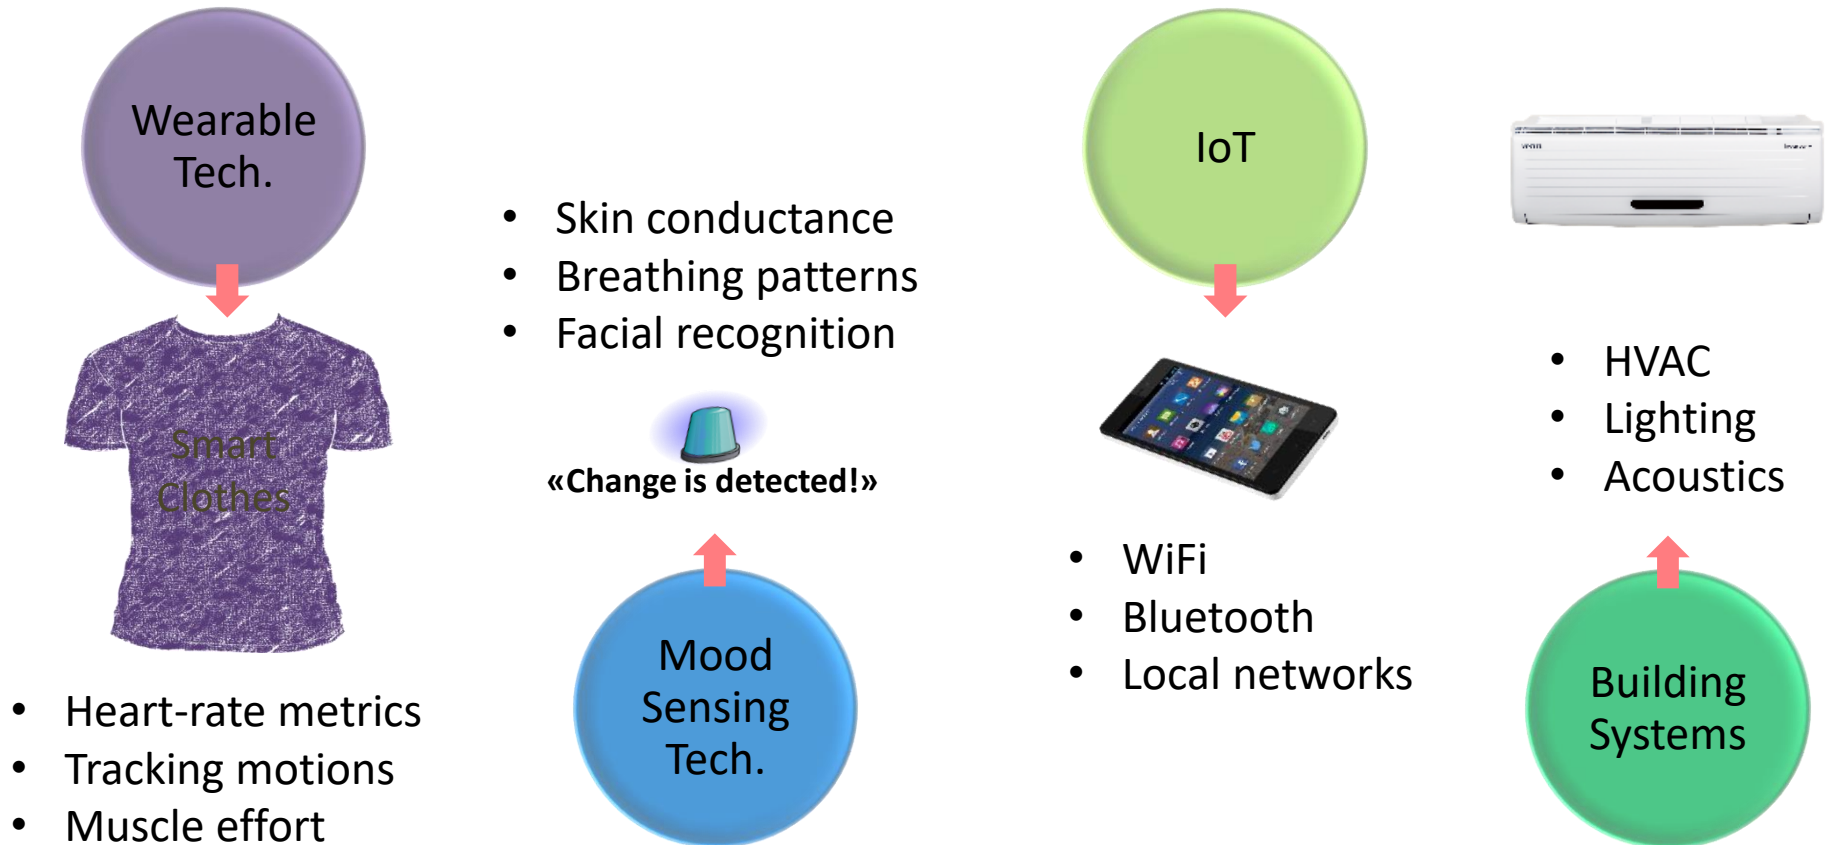 Wearable
Tech.
Smart
Clothes
• Heart-rate metrics
• Tracking motions
• Muscle effort
• Skin conductance
• Breathing patterns
• Facial recognition
«Change is detected!»
Mood
Sensing
Tech.
IoT
• WiFi
• Bluetooth
• Local networks
• HVAC
• Lighting
• Acoustics
Building
Systems